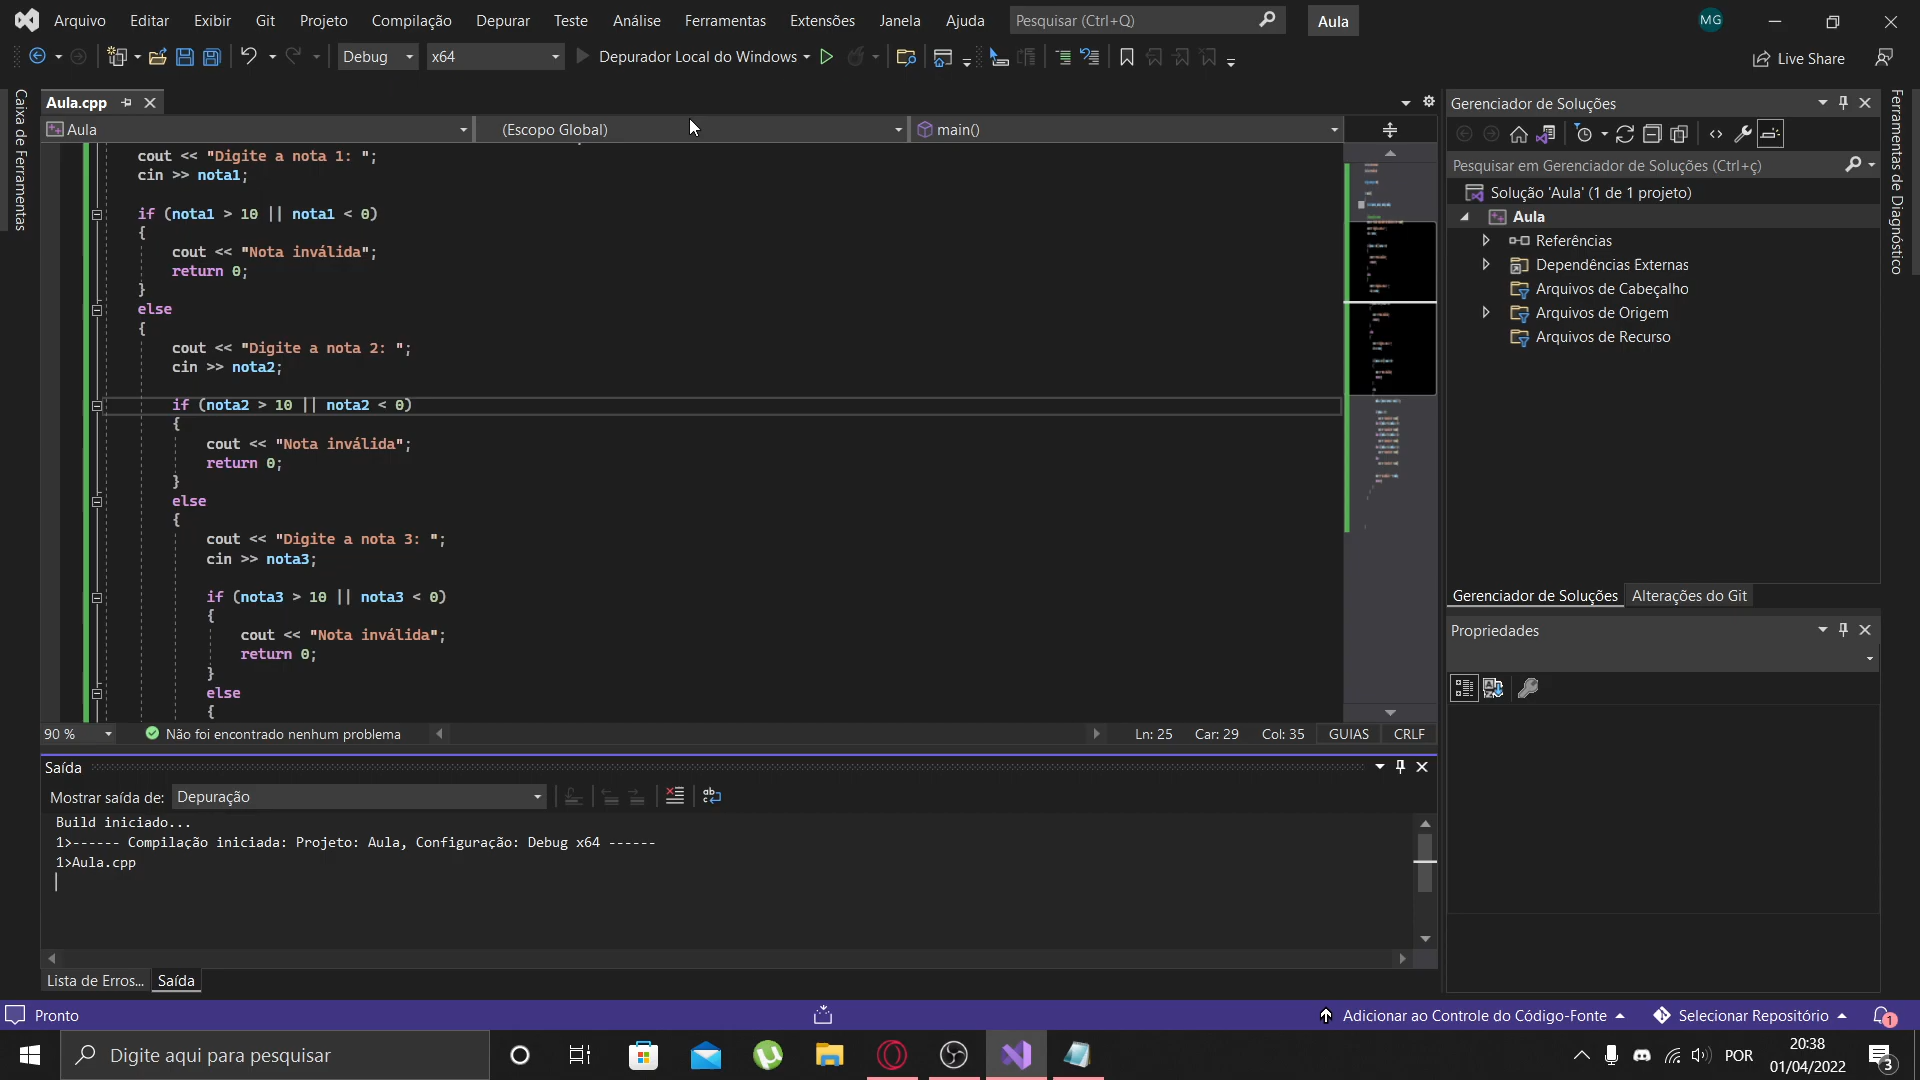 Arquivo Editar Exibir Git Projeto Compilação Depurar Teste Análise Ferramentas Extensões Janela Ajuda Pesquisar (Ctrl+Q) Aula MG
Debug x64 Depurador Local do Windows Live Share
Caixa de Ferramentas
Aula.cpp
Aula (Escopo Global) main()
cout << "Digite a nota 1: ";
cin >> nota1;
if (nota1 > 10 || nota1 < 0)
{
cout << "Nota inválida";
return 0;
}
else
{
cout << "Digite a nota 2: ";
cin >> nota2;
if (nota2 > 10 || nota2 < 0)
{
cout << "Nota inválida";
return 0;
}
else
{
cout << "Digite a nota 3: ";
cin >> nota3;
if (nota3 > 10 || nota3 < 0)
{
cout << "Nota inválida";
return 0;
}
else
{
90 % Não foi encontrado nenhum problema Ln: 25 Car: 29 Col: 35 GUIAS CRLF
Saída
Mostrar saída de: Depuração
Build iniciado...
1>------ Compilação iniciada: Projeto: Aula, Configuração: Debug x64 ------
1>Aula.cpp
Lista de Erros... Saída
Gerenciador de Soluções
Pesquisar em Gerenciador de Soluções (Ctrl+ç)
Solução 'Aula' (1 de 1 projeto)
Aula
Referências
Dependências Externas
Arquivos de Cabeçalho
Arquivos de Origem
Arquivos de Recurso
Gerenciador de Soluções Alterações do Git
Propriedades
Ferramentas de Diagnóstico
Pronto Adicionar ao Controle do Código-Fonte Selecionar Repositório 1
Digite aqui para pesquisar POR 20:38
01/04/2022 3